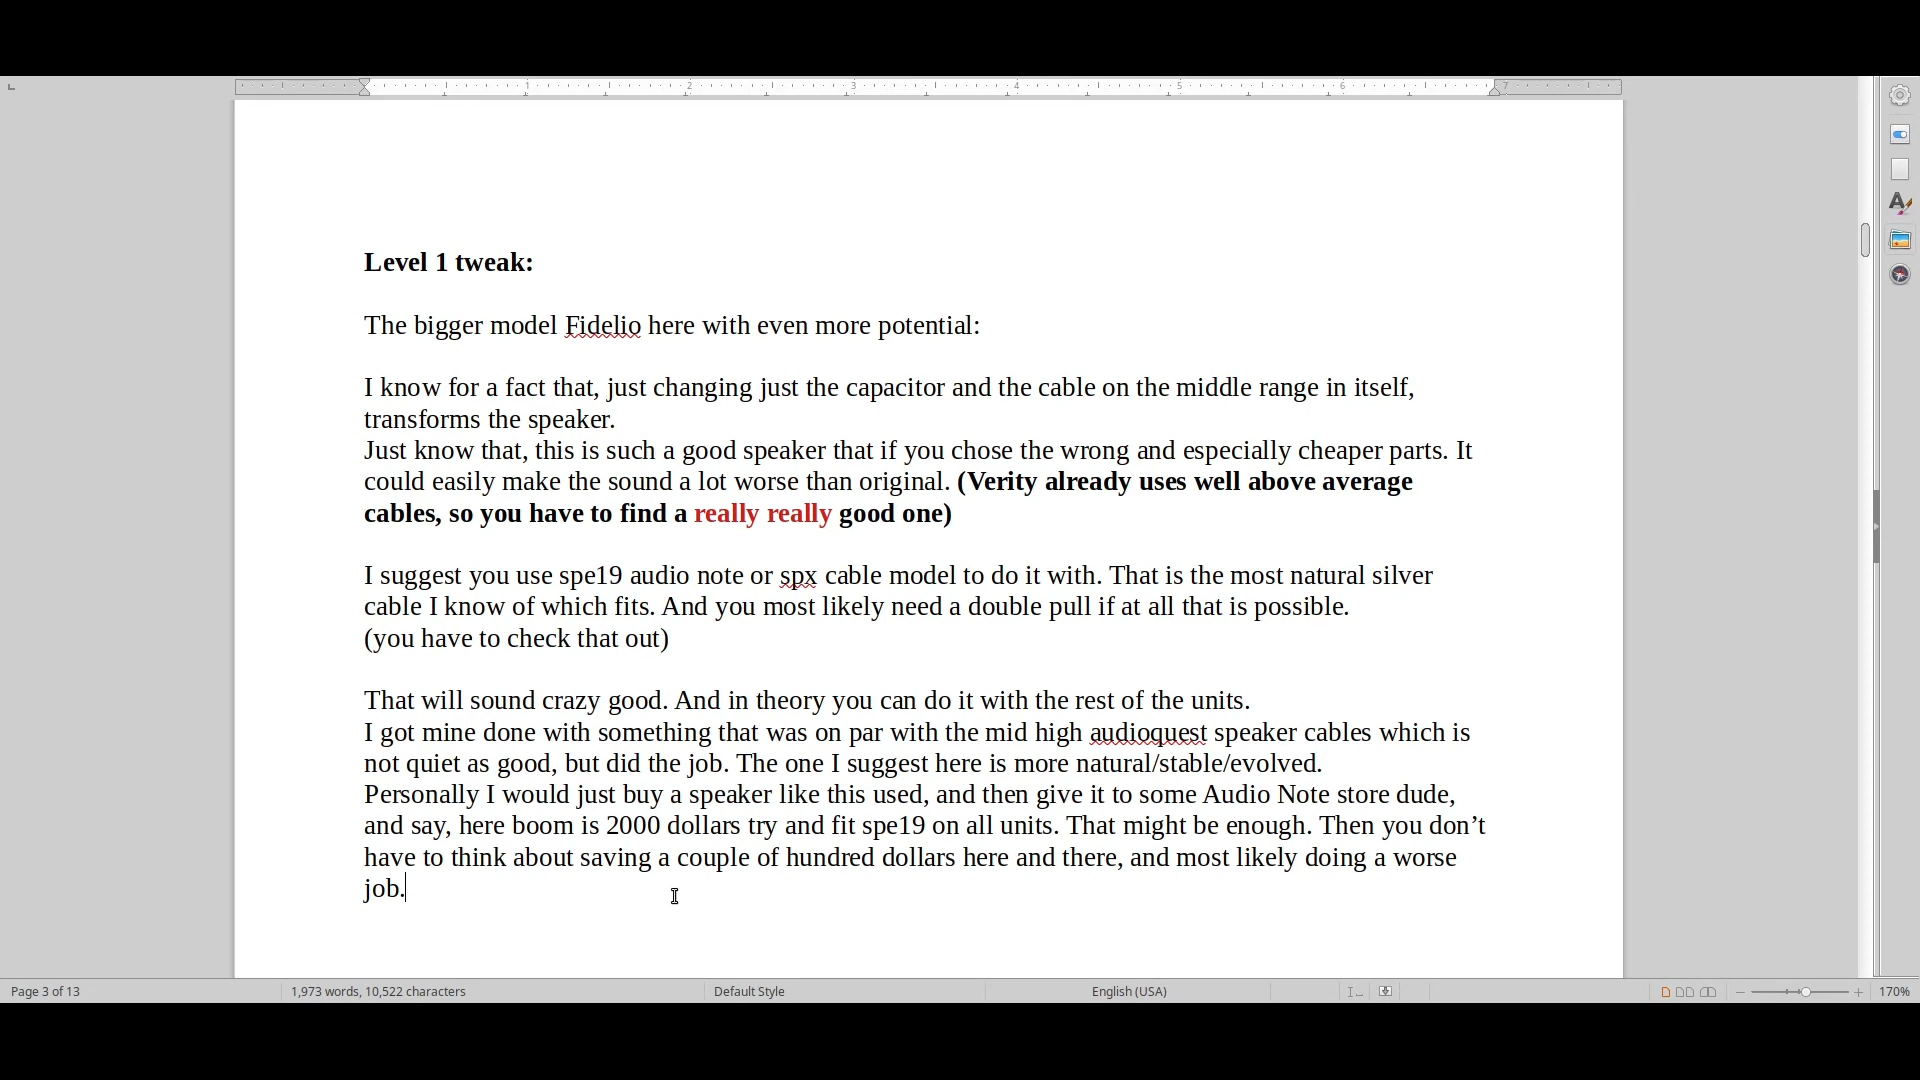 1 2 3 4 5 6 7
Level 1 tweak:
The bigger model Fidelio here with even more potential:
I know for a fact that, just changing just the capacitor and the cable on the middle range in itself,
transforms the speaker.
Just know that, this is such a good speaker that if you chose the wrong and especially cheaper parts. It
could easily make the sound a lot worse than original. (Verity already uses well above average
cables, so you have to find a really really good one)
I suggest you use spe19 audio note or spx cable model to do it with. That is the most natural silver
cable I know of which fits. And you most likely need a double pull if at all that is possible.
(you have to check that out)
That will sound crazy good. And in theory you can do it with the rest of the units.
I got mine done with something that was on par with the mid high audioquest speaker cables which is
not quiet as good, but did the job. The one I suggest here is more natural/stable/evolved.
Personally I would just buy a speaker like this used, and then give it to some Audio Note store dude,
and say, here boom is 2000 dollars try and fit spe19 on all units. That might be enough. Then you don’t
have to think about saving a couple of hundred dollars here and there, and most likely doing a worse
job.
Page 3 of 13 1,973 words, 10,522 characters Default Style English (USA) 170%